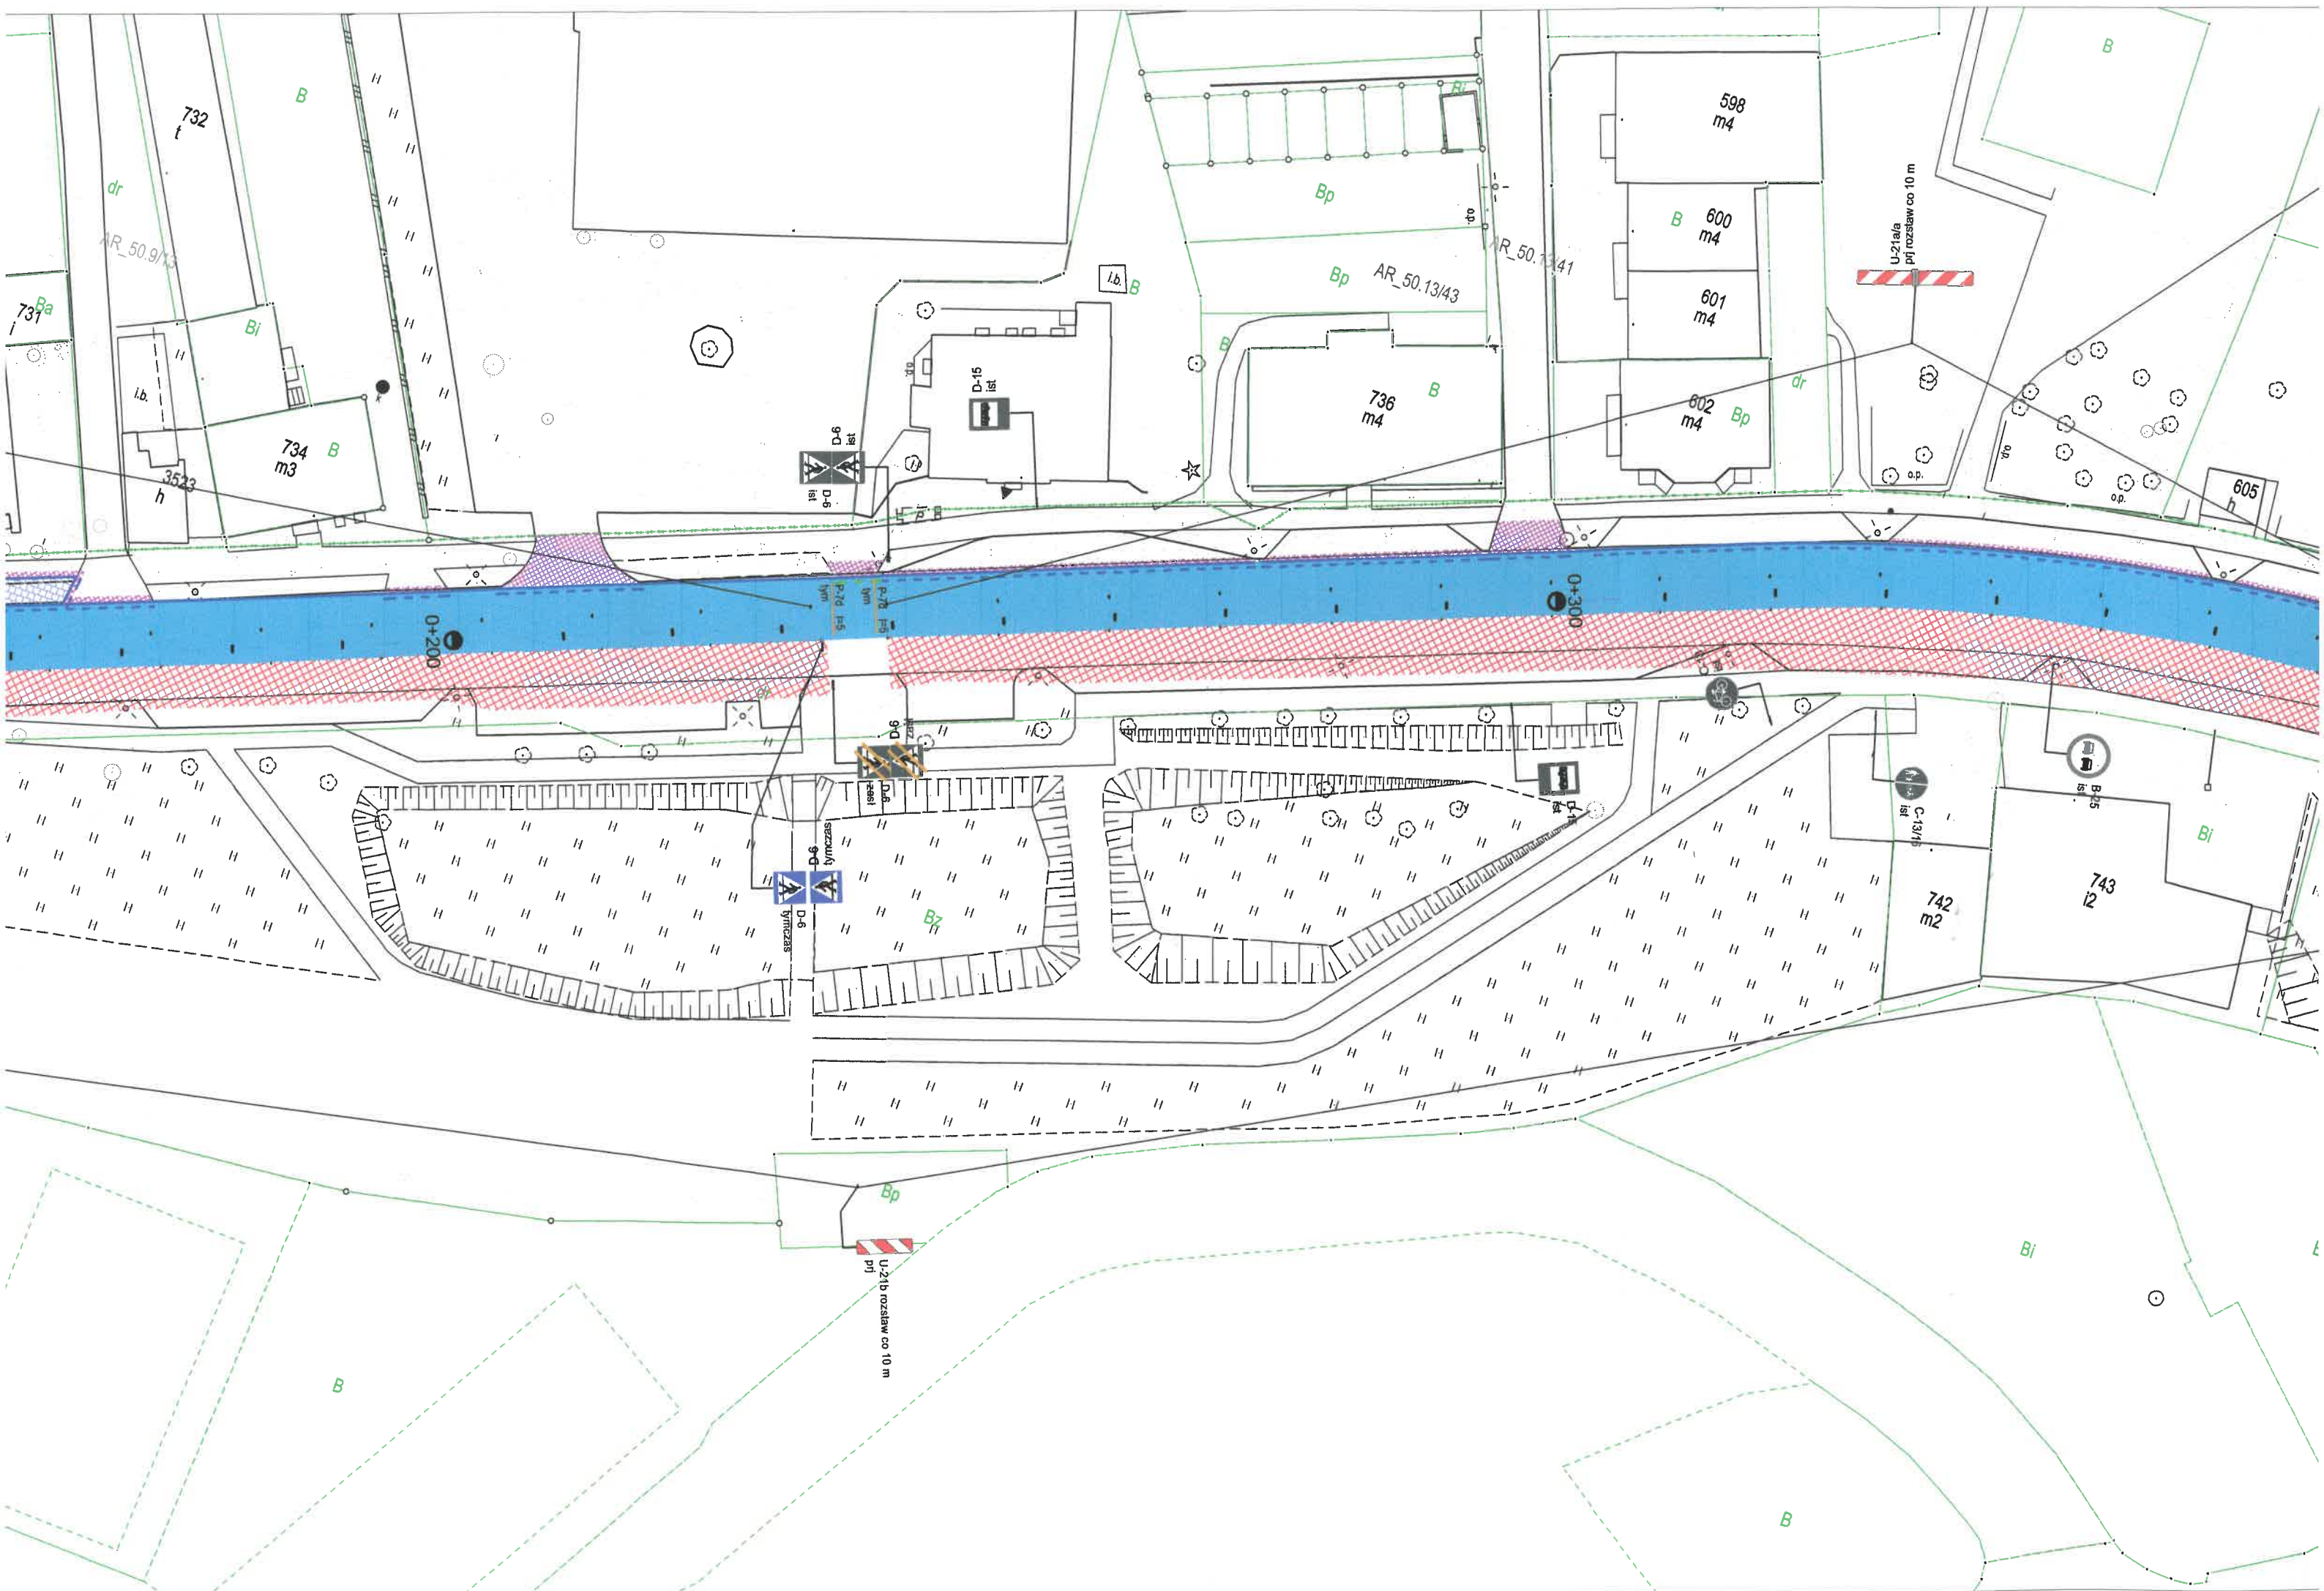 B
B
732
t
dr
AR_50.9/13
731
i
Ba
Bi
i.b.
734
m3
B
3523
h
k
i.b.
B
o.p.
D-15
ist
D-6
ist
D-6
ist
Bi
Bp
o.p.
AR_50.13/41
Bp
AR_50.13/43
B
736
m4
B
598
m4
B
600
m4
601
m4
602
m4
Bp
dr
U-21a/a
prj rozstaw co 10 m
o.p.
o.p.
o.p.
605
h
P-7d
tym
P-7d
tym
0+200
0+300
D-6
D-6
zasł
D-6
tymczas
D-6
tymczas
Bz
D-15
ist
C-13/16
ist
B-25
ist
Bi
742
m2
743
i2
Bp
U-21b rozstaw co 10 m
prj
Bi
B
B